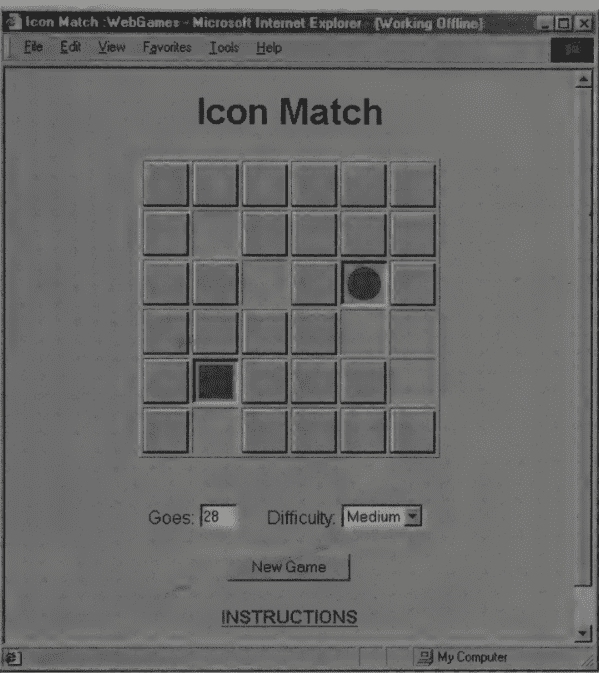 Icon Match :WebGames - Microsoft Internet Explorer - [Working Offline]
File Edit View Favorites Tools Help
Icon Match
Goes: 28 Difficulty: Medium
New Game
INSTRUCTIONS
My Computer